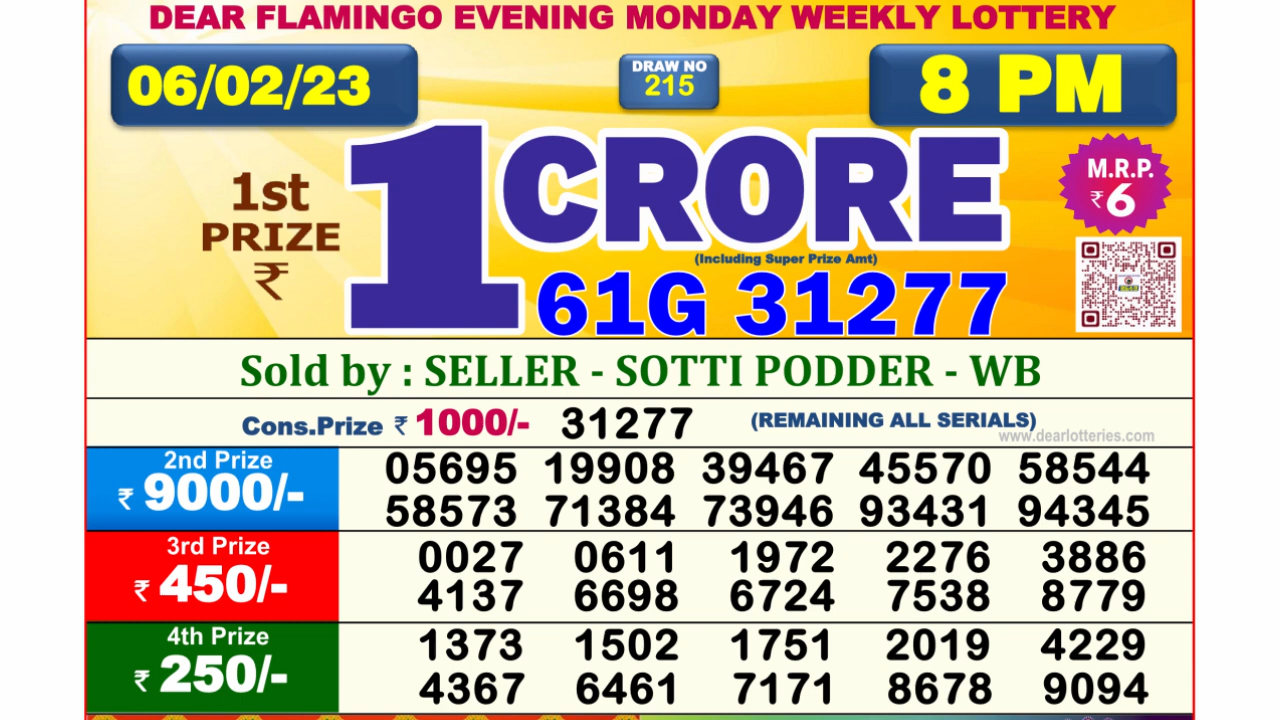 DEAR FLAMINGO EVENING MONDAY WEEKLY LOTTERY
06/02/23
DRAW NO
215
8 PM
1st
PRIZE
₹
1 CRORE
(Including Super Prize Amt)
61G 31277
M.R.P.
₹ 6
Sold by : SELLER - SOTTI PODDER - WB
Cons.Prize ₹ 1000/- 31277 (REMAINING ALL SERIALS)
www.dearlotteries.com
2nd Prize
₹ 9000/-
05695 19908 39467 45570 58544
58573 71384 73946 93431 94345
3rd Prize
₹ 450/-
0027 0611 1972 2276 3886
4137 6698 6724 7538 8779
4th Prize
₹ 250/-
1373 1502 1751 2019 4229
4367 6461 7171 8678 9094